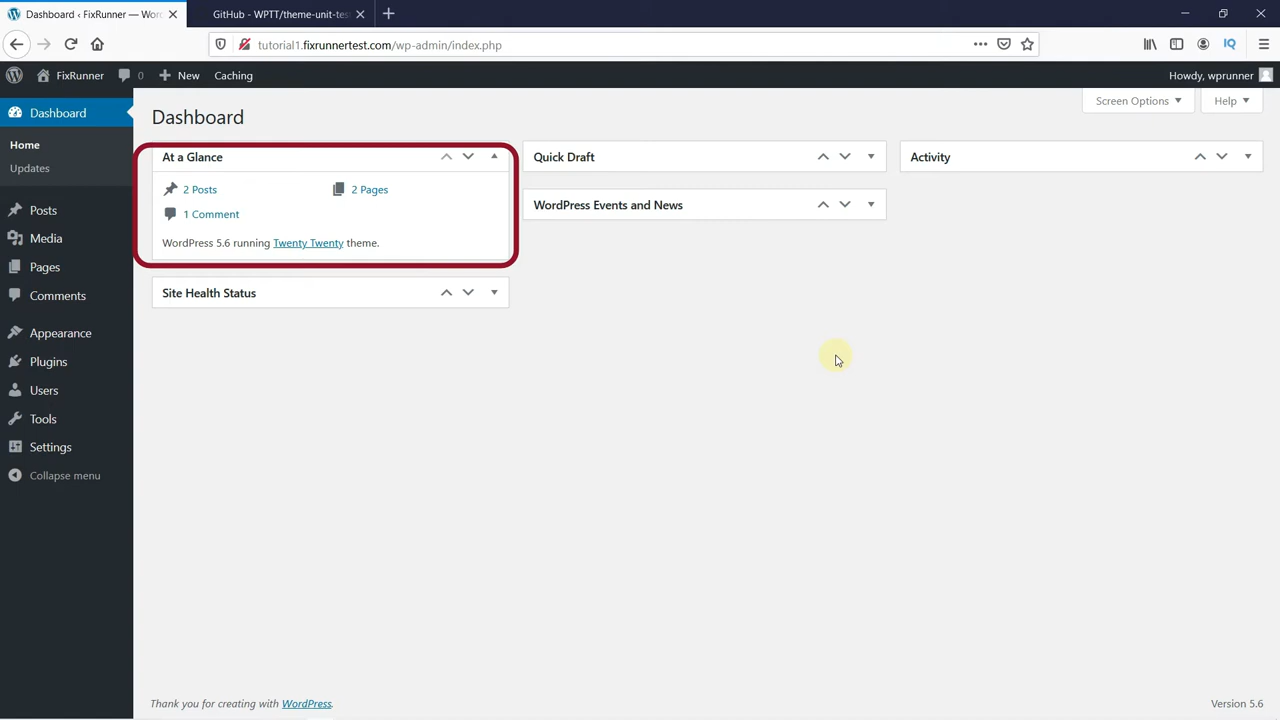 Dashboard ‹ FixRunner — Wor
GitHub - WPTT/theme-unit-tes
tutorial1.fixrunnertest.com/wp-admin/index.php
IQ
FixRunner
0
New
Caching
Howdy, wprunner
Dashboard
Home
Updates
Posts
Media
Pages
Comments
Appearance
Plugins
Users
Tools
Settings
Collapse menu
Screen Options
Help
Dashboard
At a Glance
2 Posts
2 Pages
1 Comment
WordPress 5.6 running Twenty Twenty theme.
Site Health Status
Quick Draft
WordPress Events and News
Activity
Thank you for creating with WordPress.
Version 5.6